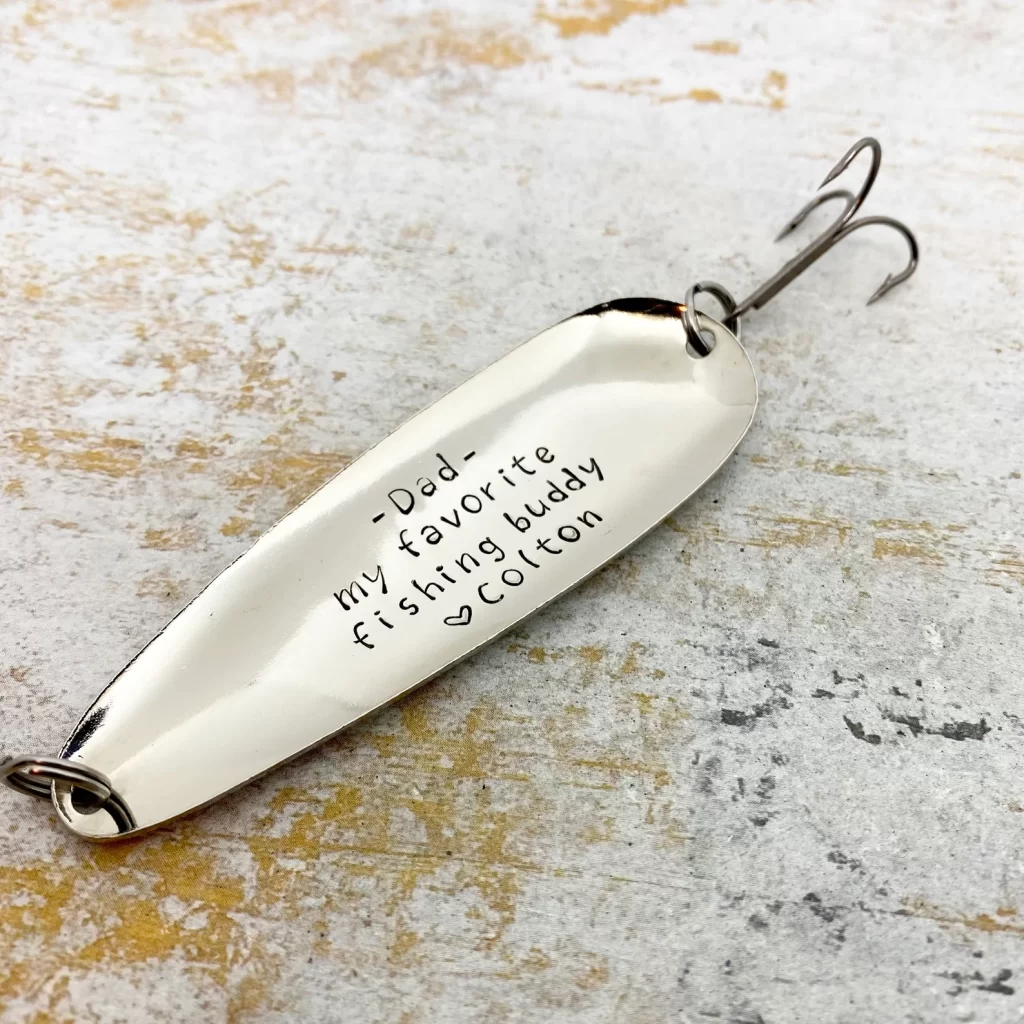 -Dad-
my favorite
fishing buddy
♡Colton